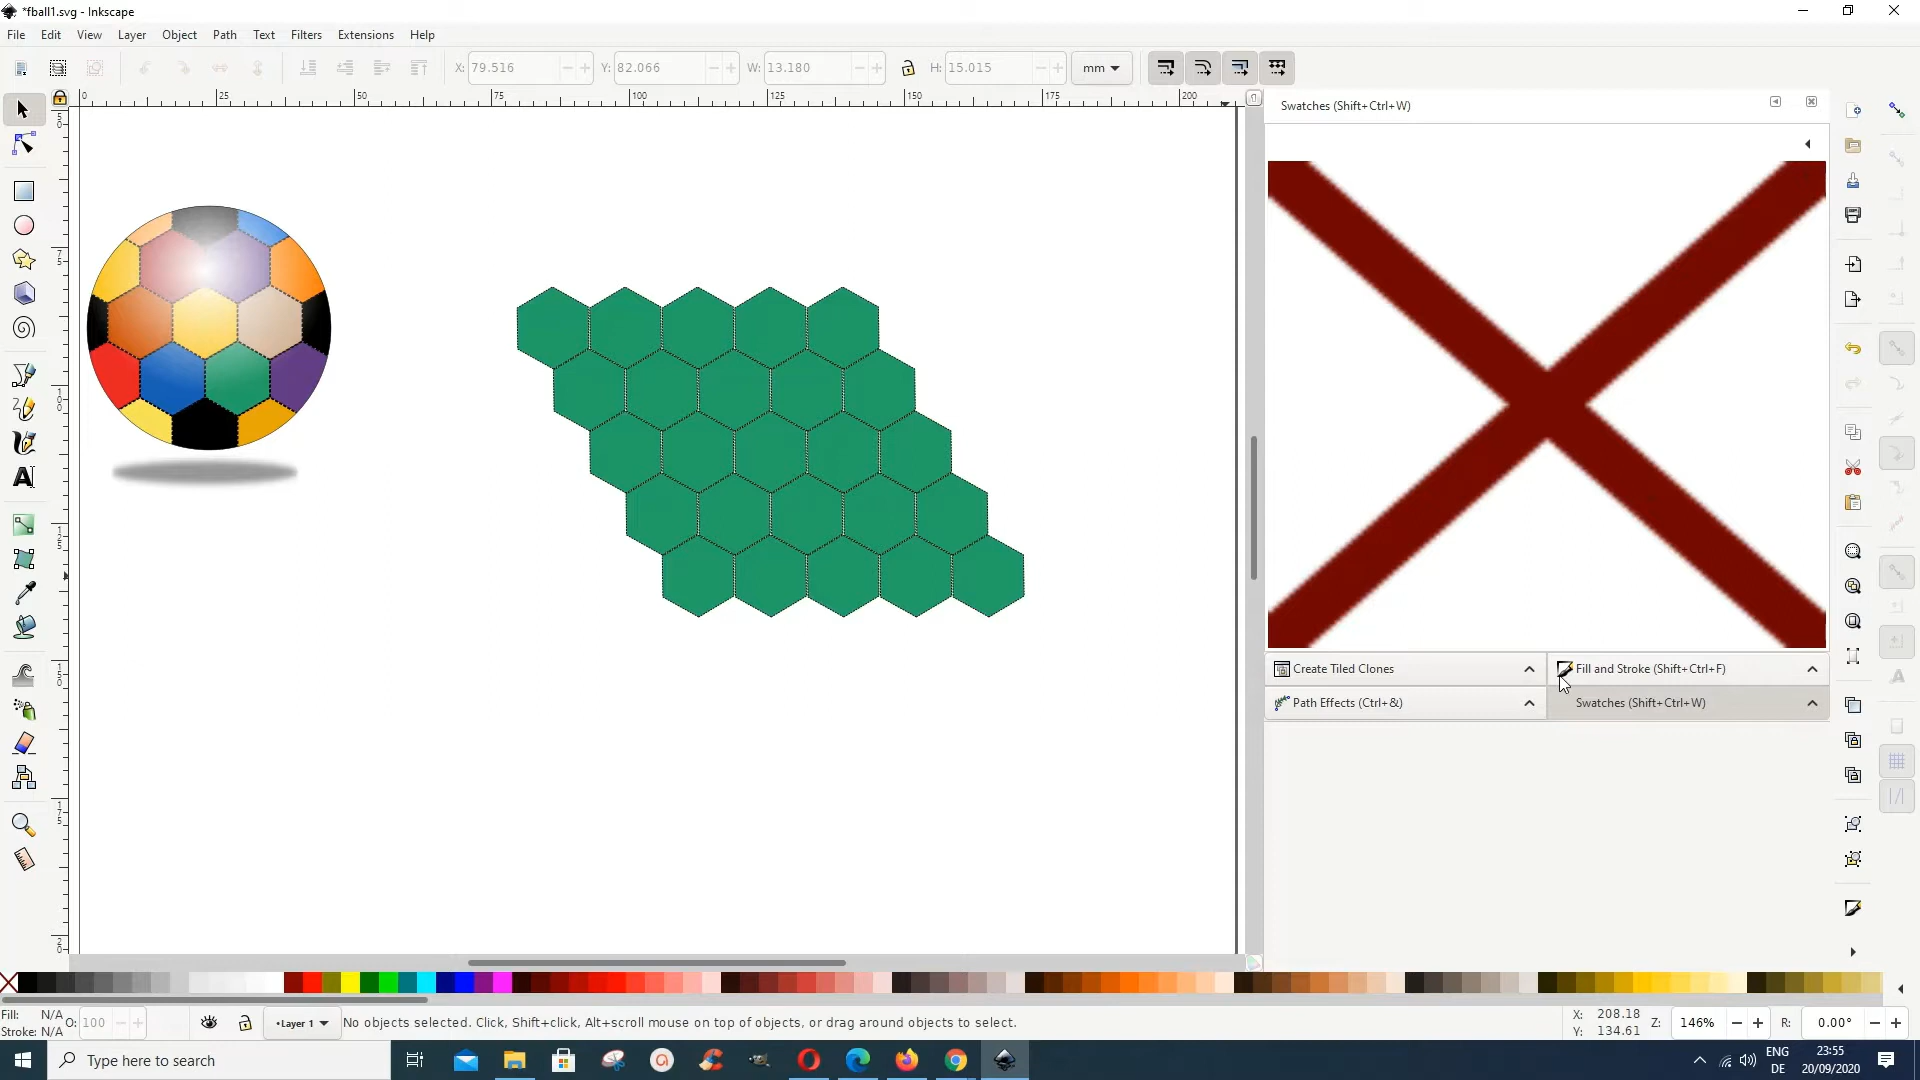 *fball1.svg - Inkscape
File Edit View Layer Object Path Text Filters Extensions Help
X: 79.516 Y: 82.066 W: 13.180 H: 15.015 mm
0 25 50 75 100 125 150 175 200
Swatches (Shift+Ctrl+W)
Create Tiled Clones
Fill and Stroke (Shift+Ctrl+F)
Path Effects (Ctrl+&)
Swatches (Shift+Ctrl+W)
Fill: N/A
Stroke: N/A
O: 100
•Layer 1
No objects selected. Click, Shift+click, Alt+scroll mouse on top of objects, or drag around objects to select.
X: 208.18
Y: 134.61
Z: 146%
R: 0.00°
Type here to search
ENG
DE
23:55
20/09/2020